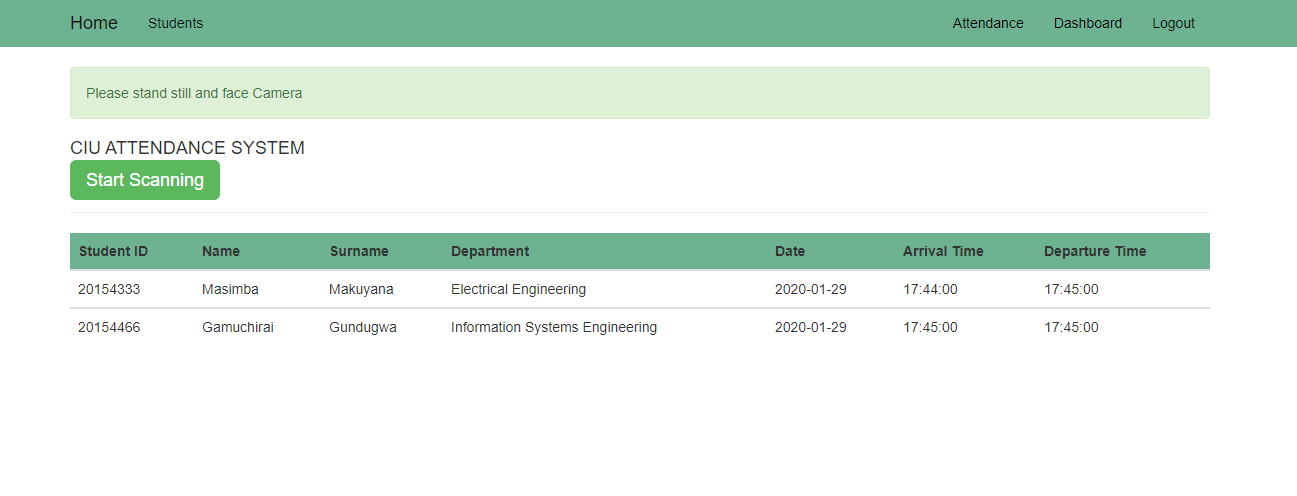 Home Students Attendance Dashboard Logout
Please stand still and face Camera
CIU ATTENDANCE SYSTEM
Start Scanning
Student ID Name Surname Department Date Arrival Time Departure Time
20154333 Masimba Makuyana Electrical Engineering 2020-01-29 17:44:00 17:45:00
20154466 Gamuchirai Gundugwa Information Systems Engineering 2020-01-29 17:45:00 17:45:00